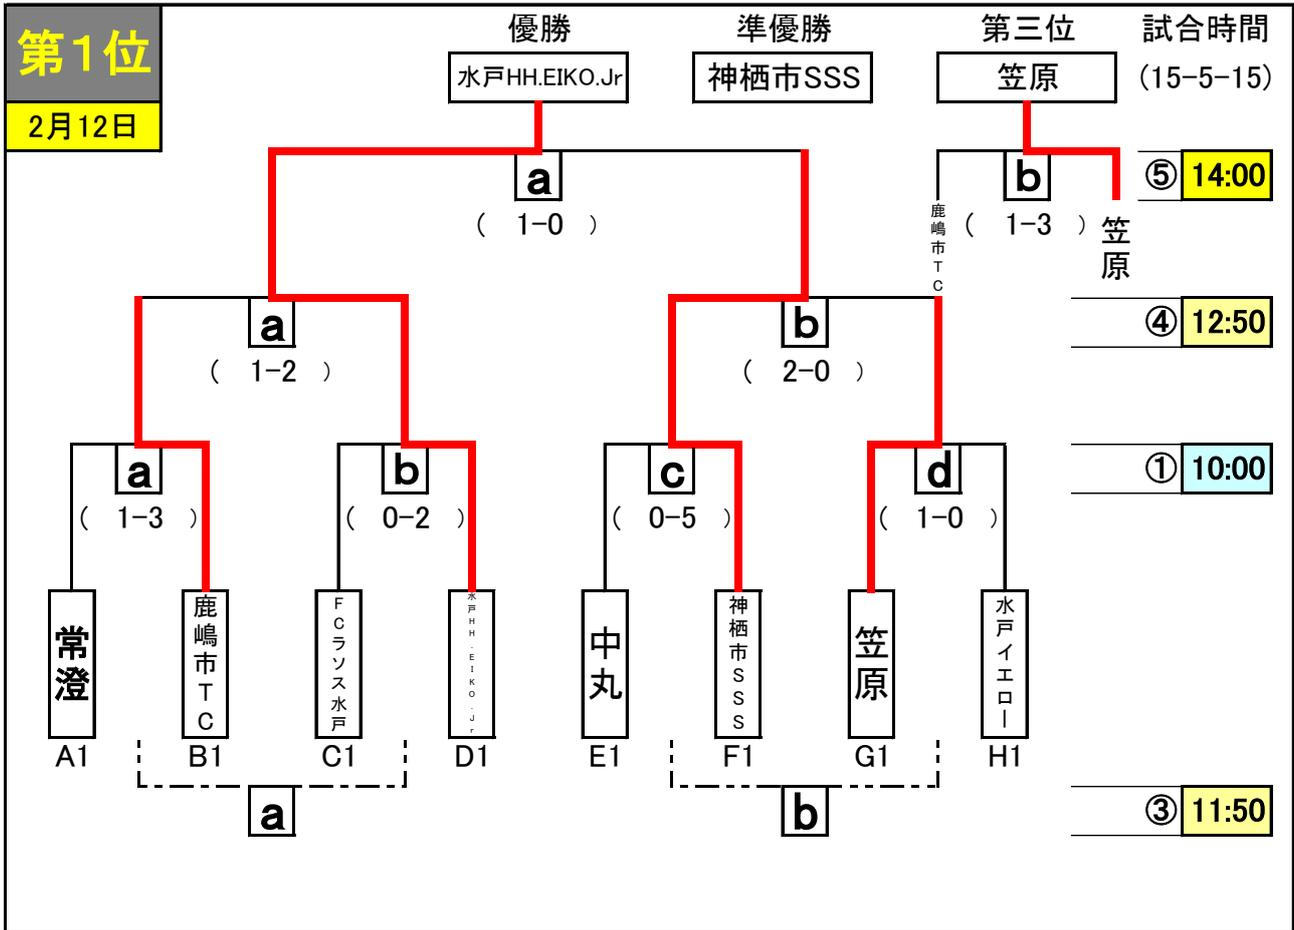 第1位
2月12日
優勝
水戸HH.EIKO.Jr
準優勝
神栖市SSS
第三位
笠原
試合時間
(15-5-15)
a
( 1-0 )
b
( 1-3 )
鹿嶋市TC
笠原
⑤ 14:00
a
( 1-2 )
b
( 2-0 )
④ 12:50
a
( 1-3 )
b
( 0-2 )
c
( 0-5 )
d
( 1-0 )
① 10:00
常澄
鹿嶋市TC
FCラソス水戸
水戸HH.EIKO.Jr
中丸
神栖市SSS
笠原
水戸イエロー
A1
B1
C1
D1
E1
F1
G1
H1
a
b
③ 11:50